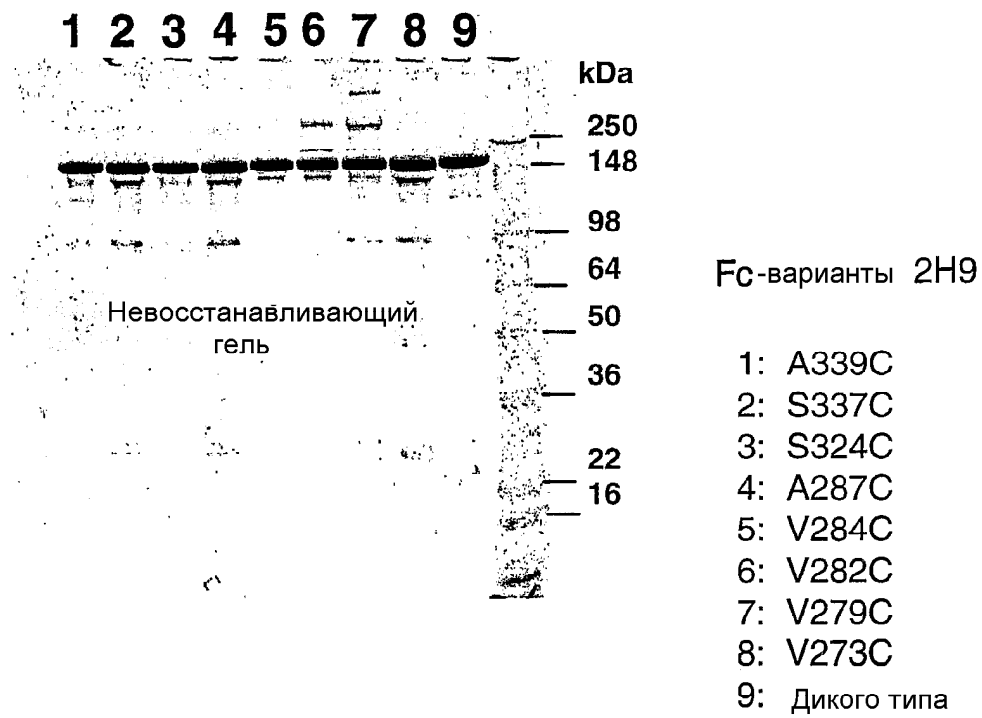 1 2 3 4 5 6 7 8 9
kDa
250
148
98
64
50
36
22
16
Невосстанавливающий
гель
Fc-варианты 2H9
1: A339C
2: S337C
3: S324C
4: A287C
5: V284C
6: V282C
7: V279C
8: V273C
9: Дикого типа